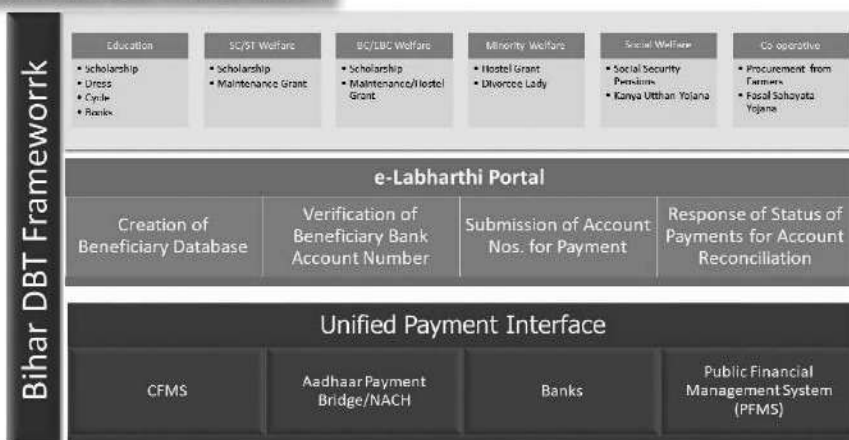 Bihar DBT Frameworrk
Education
• Scholarship
• Dress
• Cycle
• Books
SC/ST Welfare
• Scholarship
• Maintenance Grant
BC/EBC Welfare
• Scholarship
• Maintenance/Hostel
Grant
Minority Welfare
• Hostel Grant
• Divorcee Lady
Social Welfare
• Social Security
Pensions
• Kanya Utthan Yojana
Co-operative
• Procurement from
Farmers
• Fasal Sahayata
Yojana
e-Labharthi Portal
Creation of
Beneficiary Database
Verification of
Beneficiary Bank
Account Number
Submission of Account
Nos. for Payment
Response of Status of
Payments for Account
Reconciliation
Unified Payment Interface
CFMS
Aadhaar Payment
Bridge/NACH
Banks
Public Financial
Management System
(PFMS)